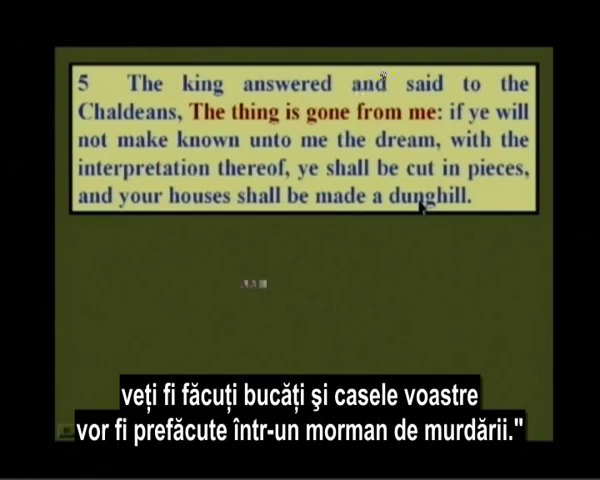 5 The king answered and said to the
Chaldeans, The thing is gone from me: if ye will
not make known unto me the dream, with the
interpretation thereof, ye shall be cut in pieces,
and your houses shall be made a dunghill.
veți fi făcuți bucăți și casele voastre
vor fi prefăcute într-un morman de murdării."